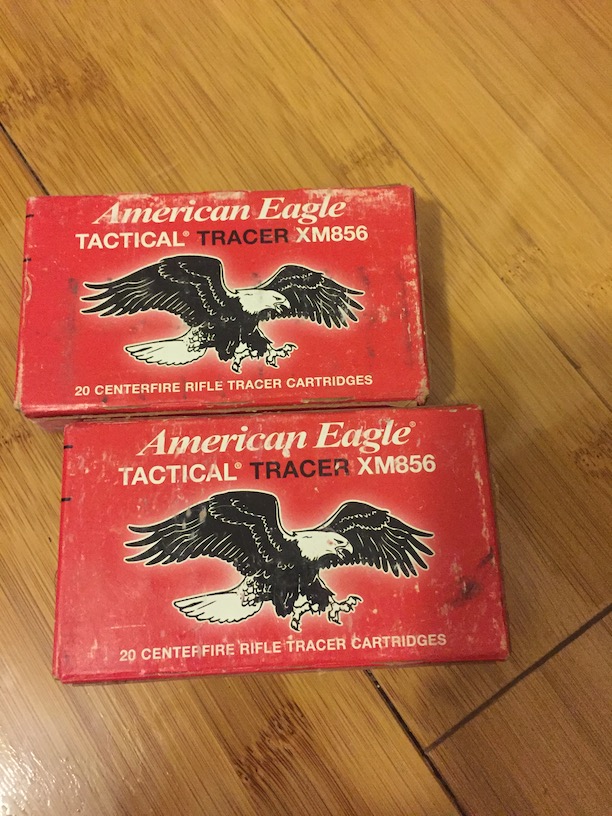 American Eagle
TACTICAL® TRACER XM856
20 CENTERFIRE RIFLE TRACER CARTRIDGES
American Eagle®
TACTICAL® TRACER XM856
20 CENTERFIRE RIFLE TRACER CARTRIDGES